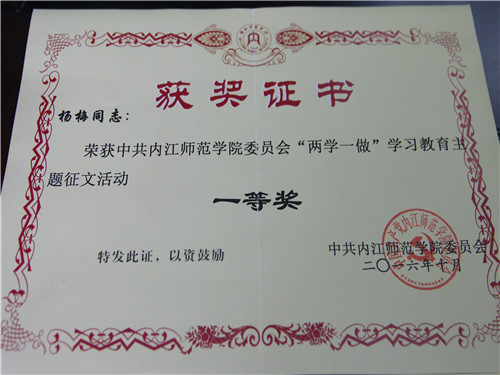 获奖证书
杨梅同志：
荣获中共内江师范学院委员会“两学一做”学习教育主
题征文活动
一等奖
特发此证，以资鼓励
中共内江师范学院委员会
二〇一六年十月